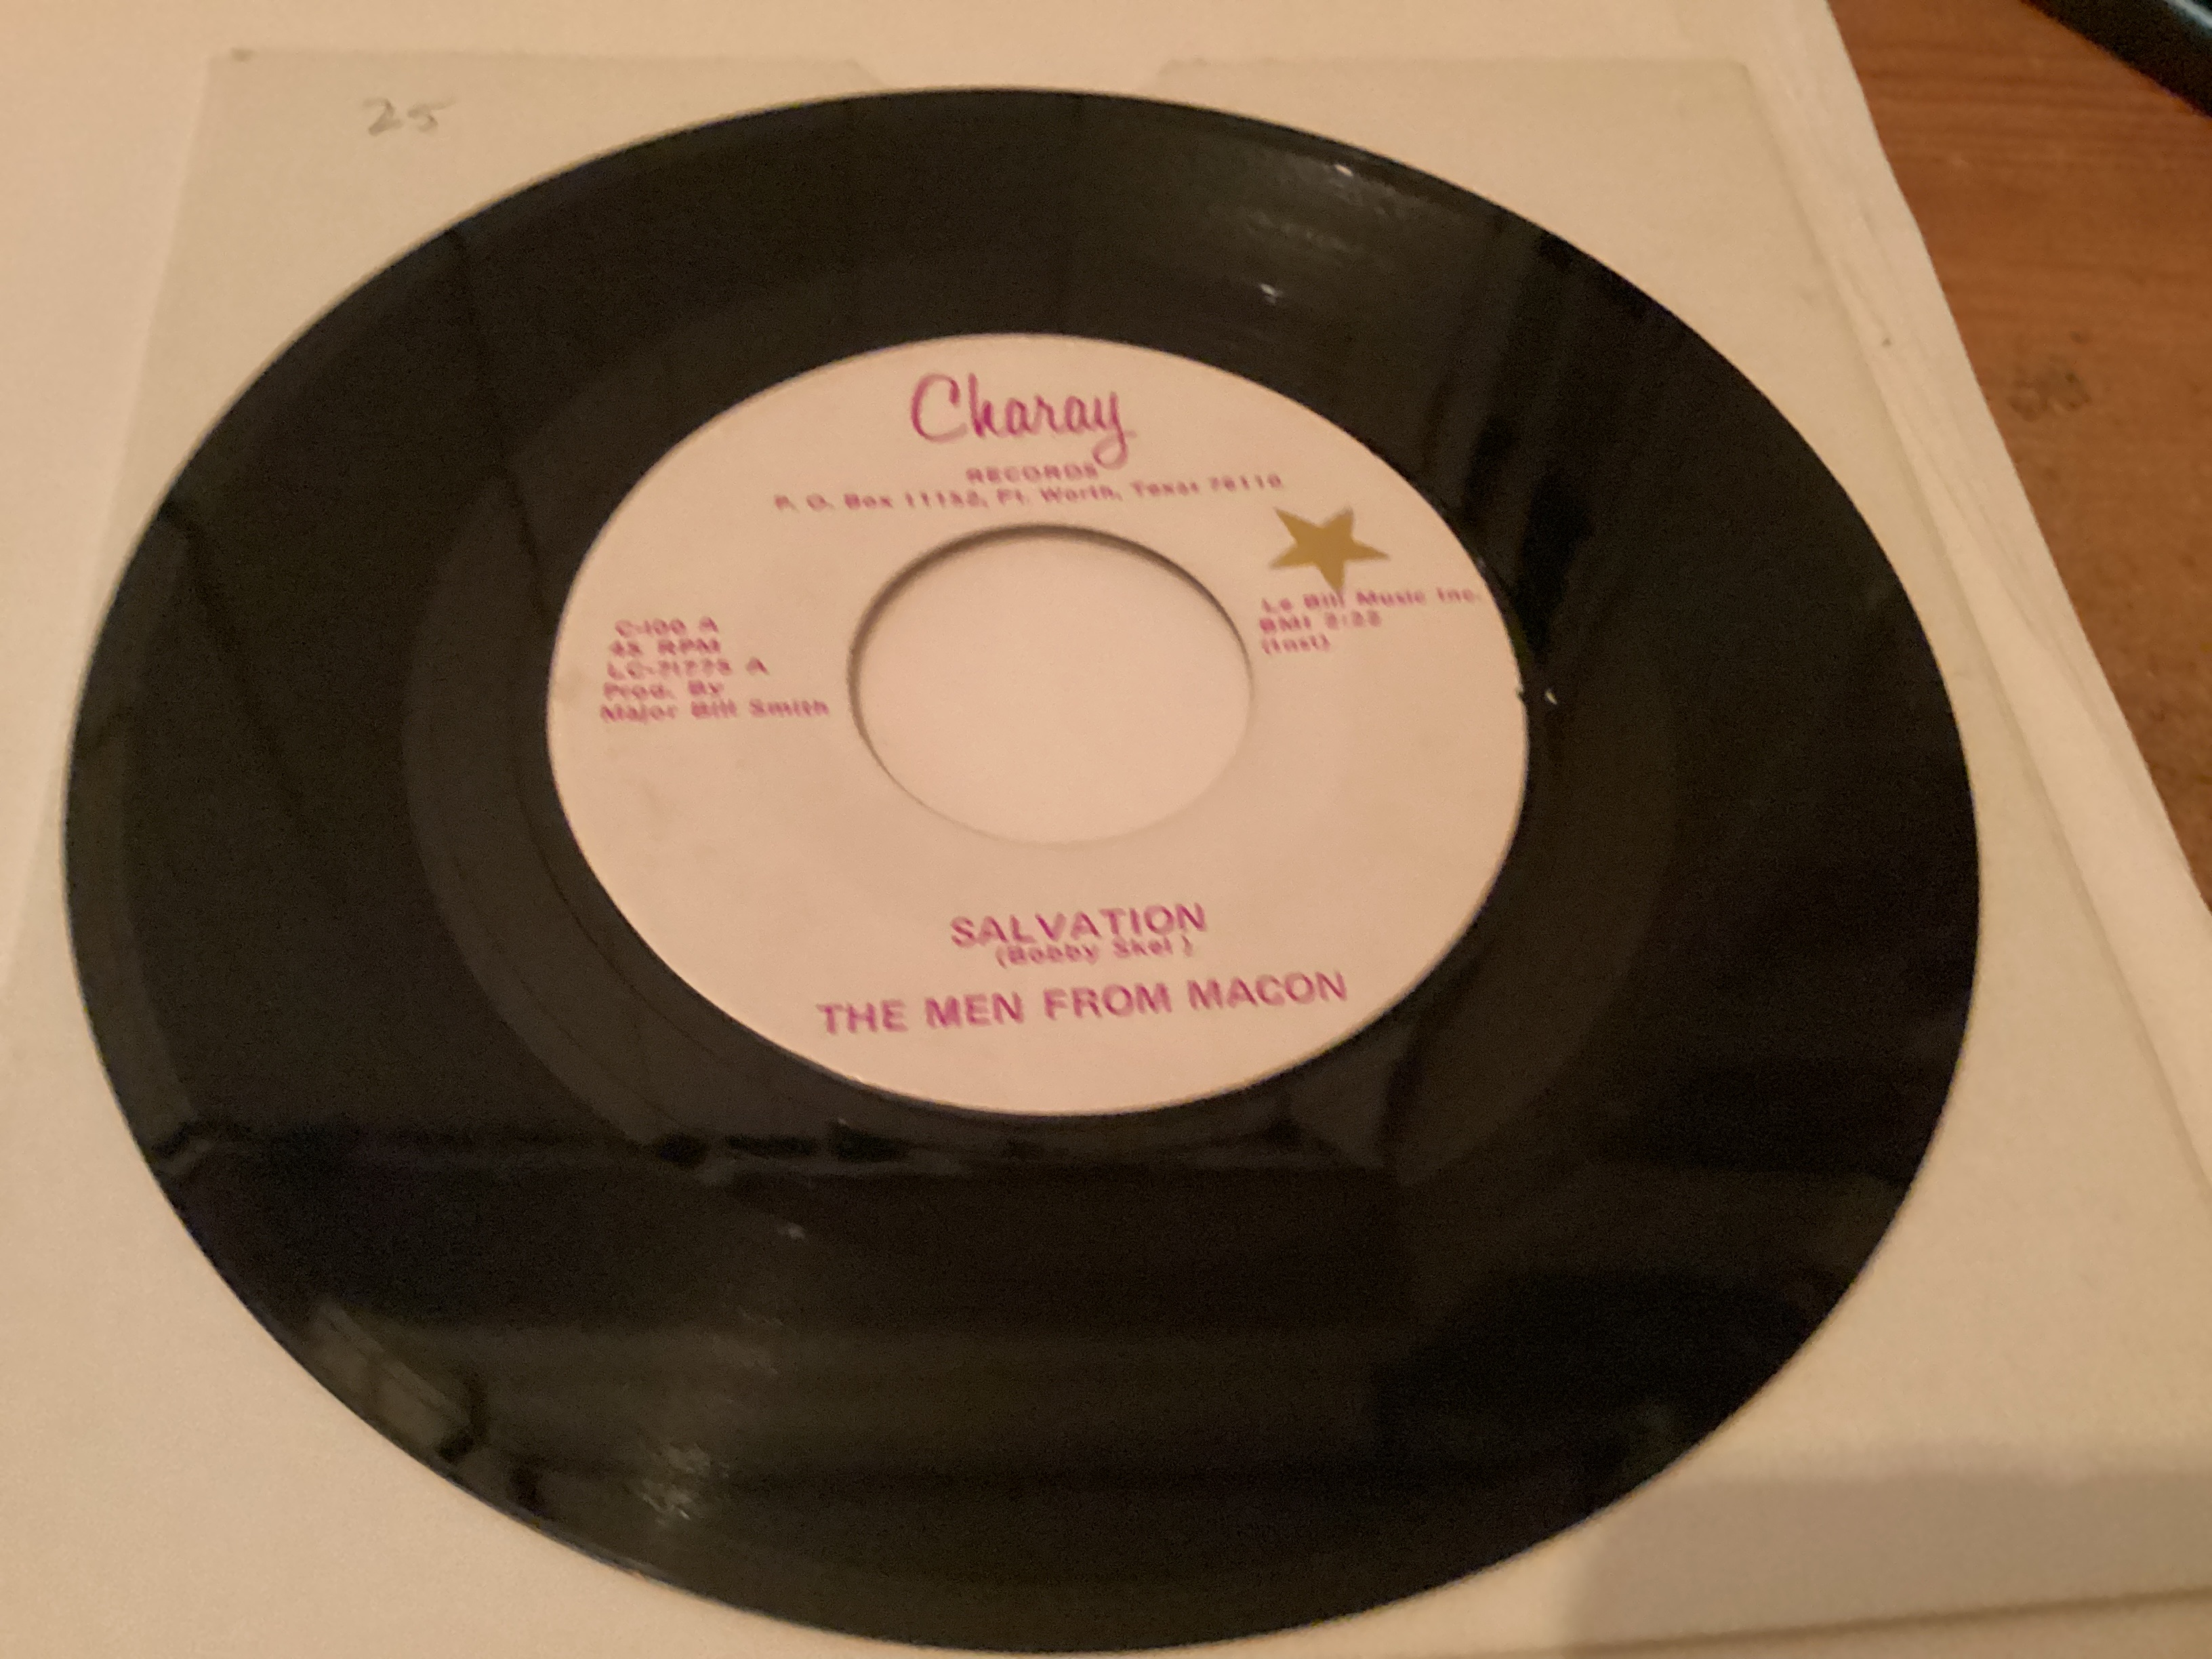 25
Charay
RECORDS
P. O. Box 11152, Ft. Worth, Texas 76110
C-100 A
45 RPM
LC-71775 A
Prod. By
Major Bill Smith
Le Bill Music Inc.
BMI 2:22
(Inst)
SALVATION
(Bobby Skel)
THE MEN FROM MACON